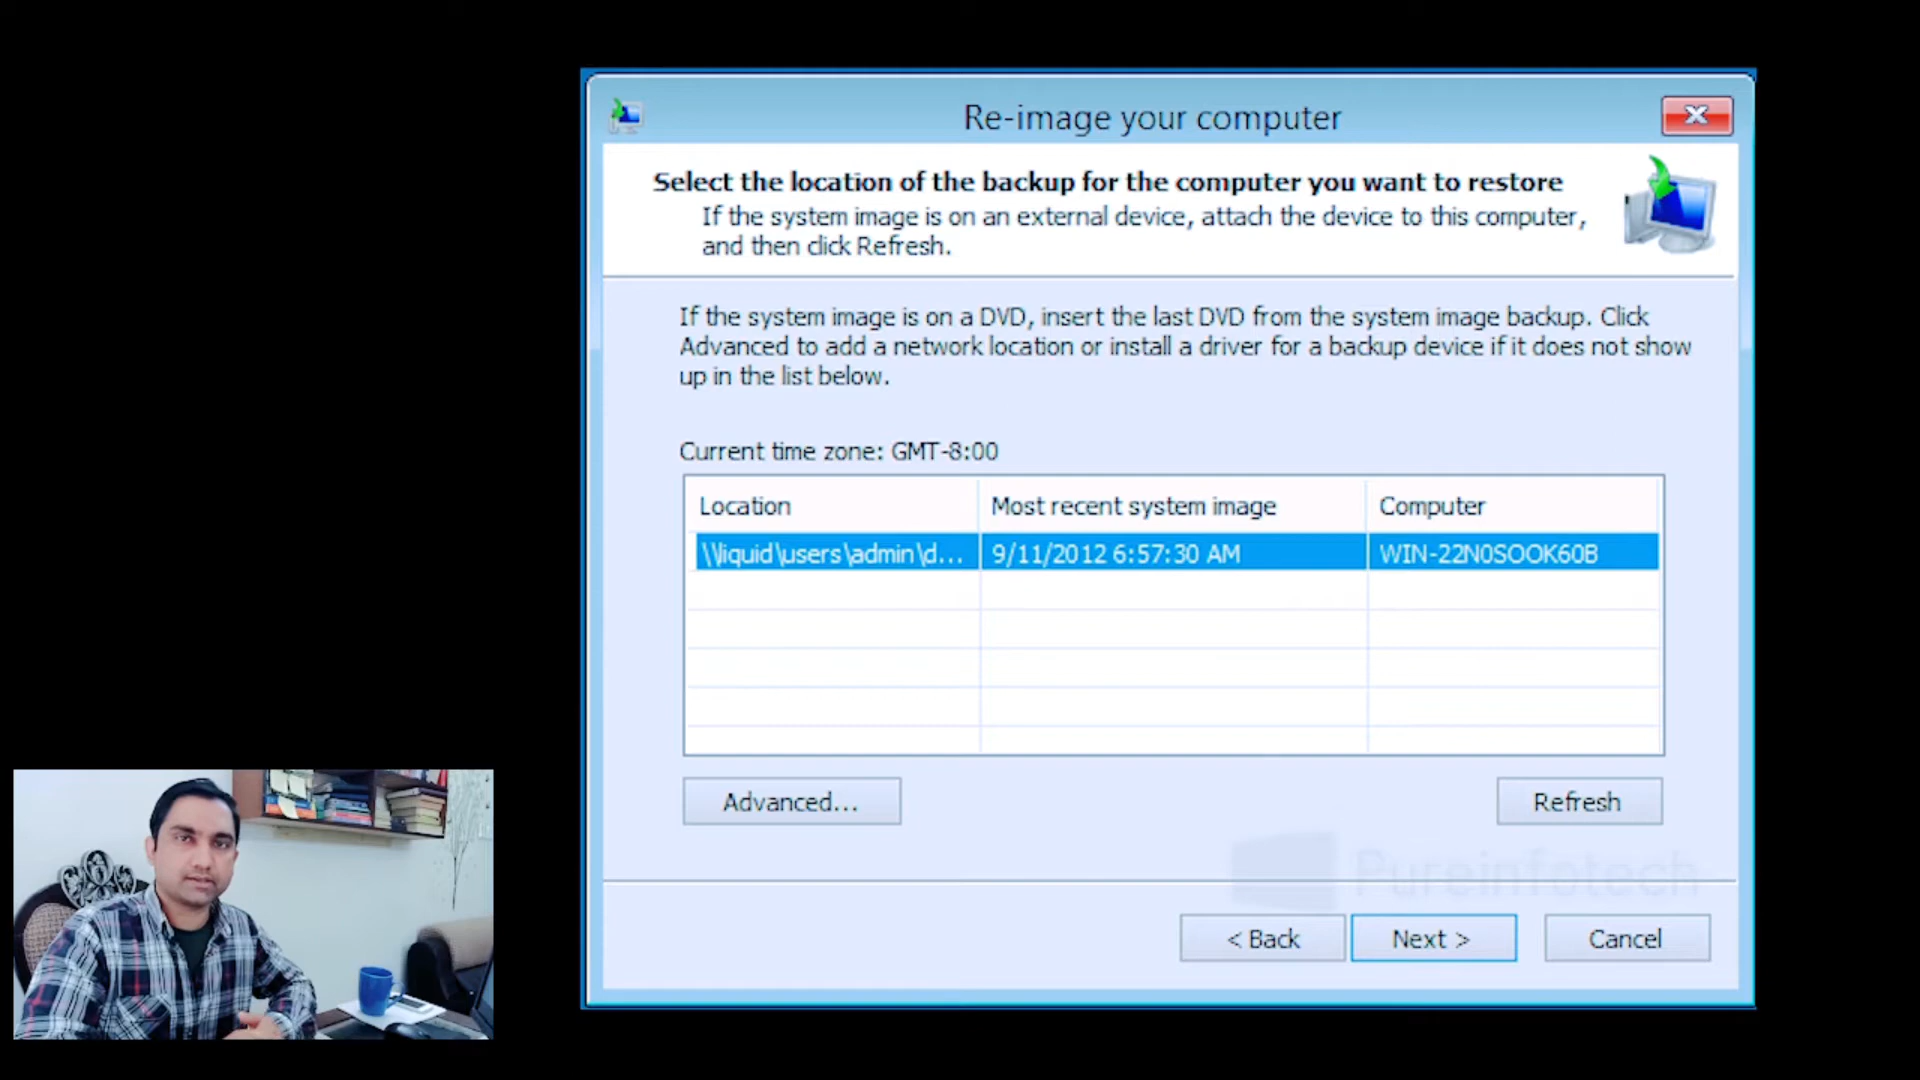 Re-image your computer
Select the location of the backup for the computer you want to restore
If the system image is on an external device, attach the device to this computer,
and then click Refresh.
If the system image is on a DVD, insert the last DVD from the system image backup. Click
Advanced to add a network location or install a driver for a backup device if it does not show
up in the list below.
Current time zone: GMT-8:00
Location Most recent system image Computer
\\liquid\users\admin\d... 9/11/2012 6:57:30 AM WIN-22N0SOOK60B
Advanced... Refresh
Pureinfotech
< Back Next > Cancel